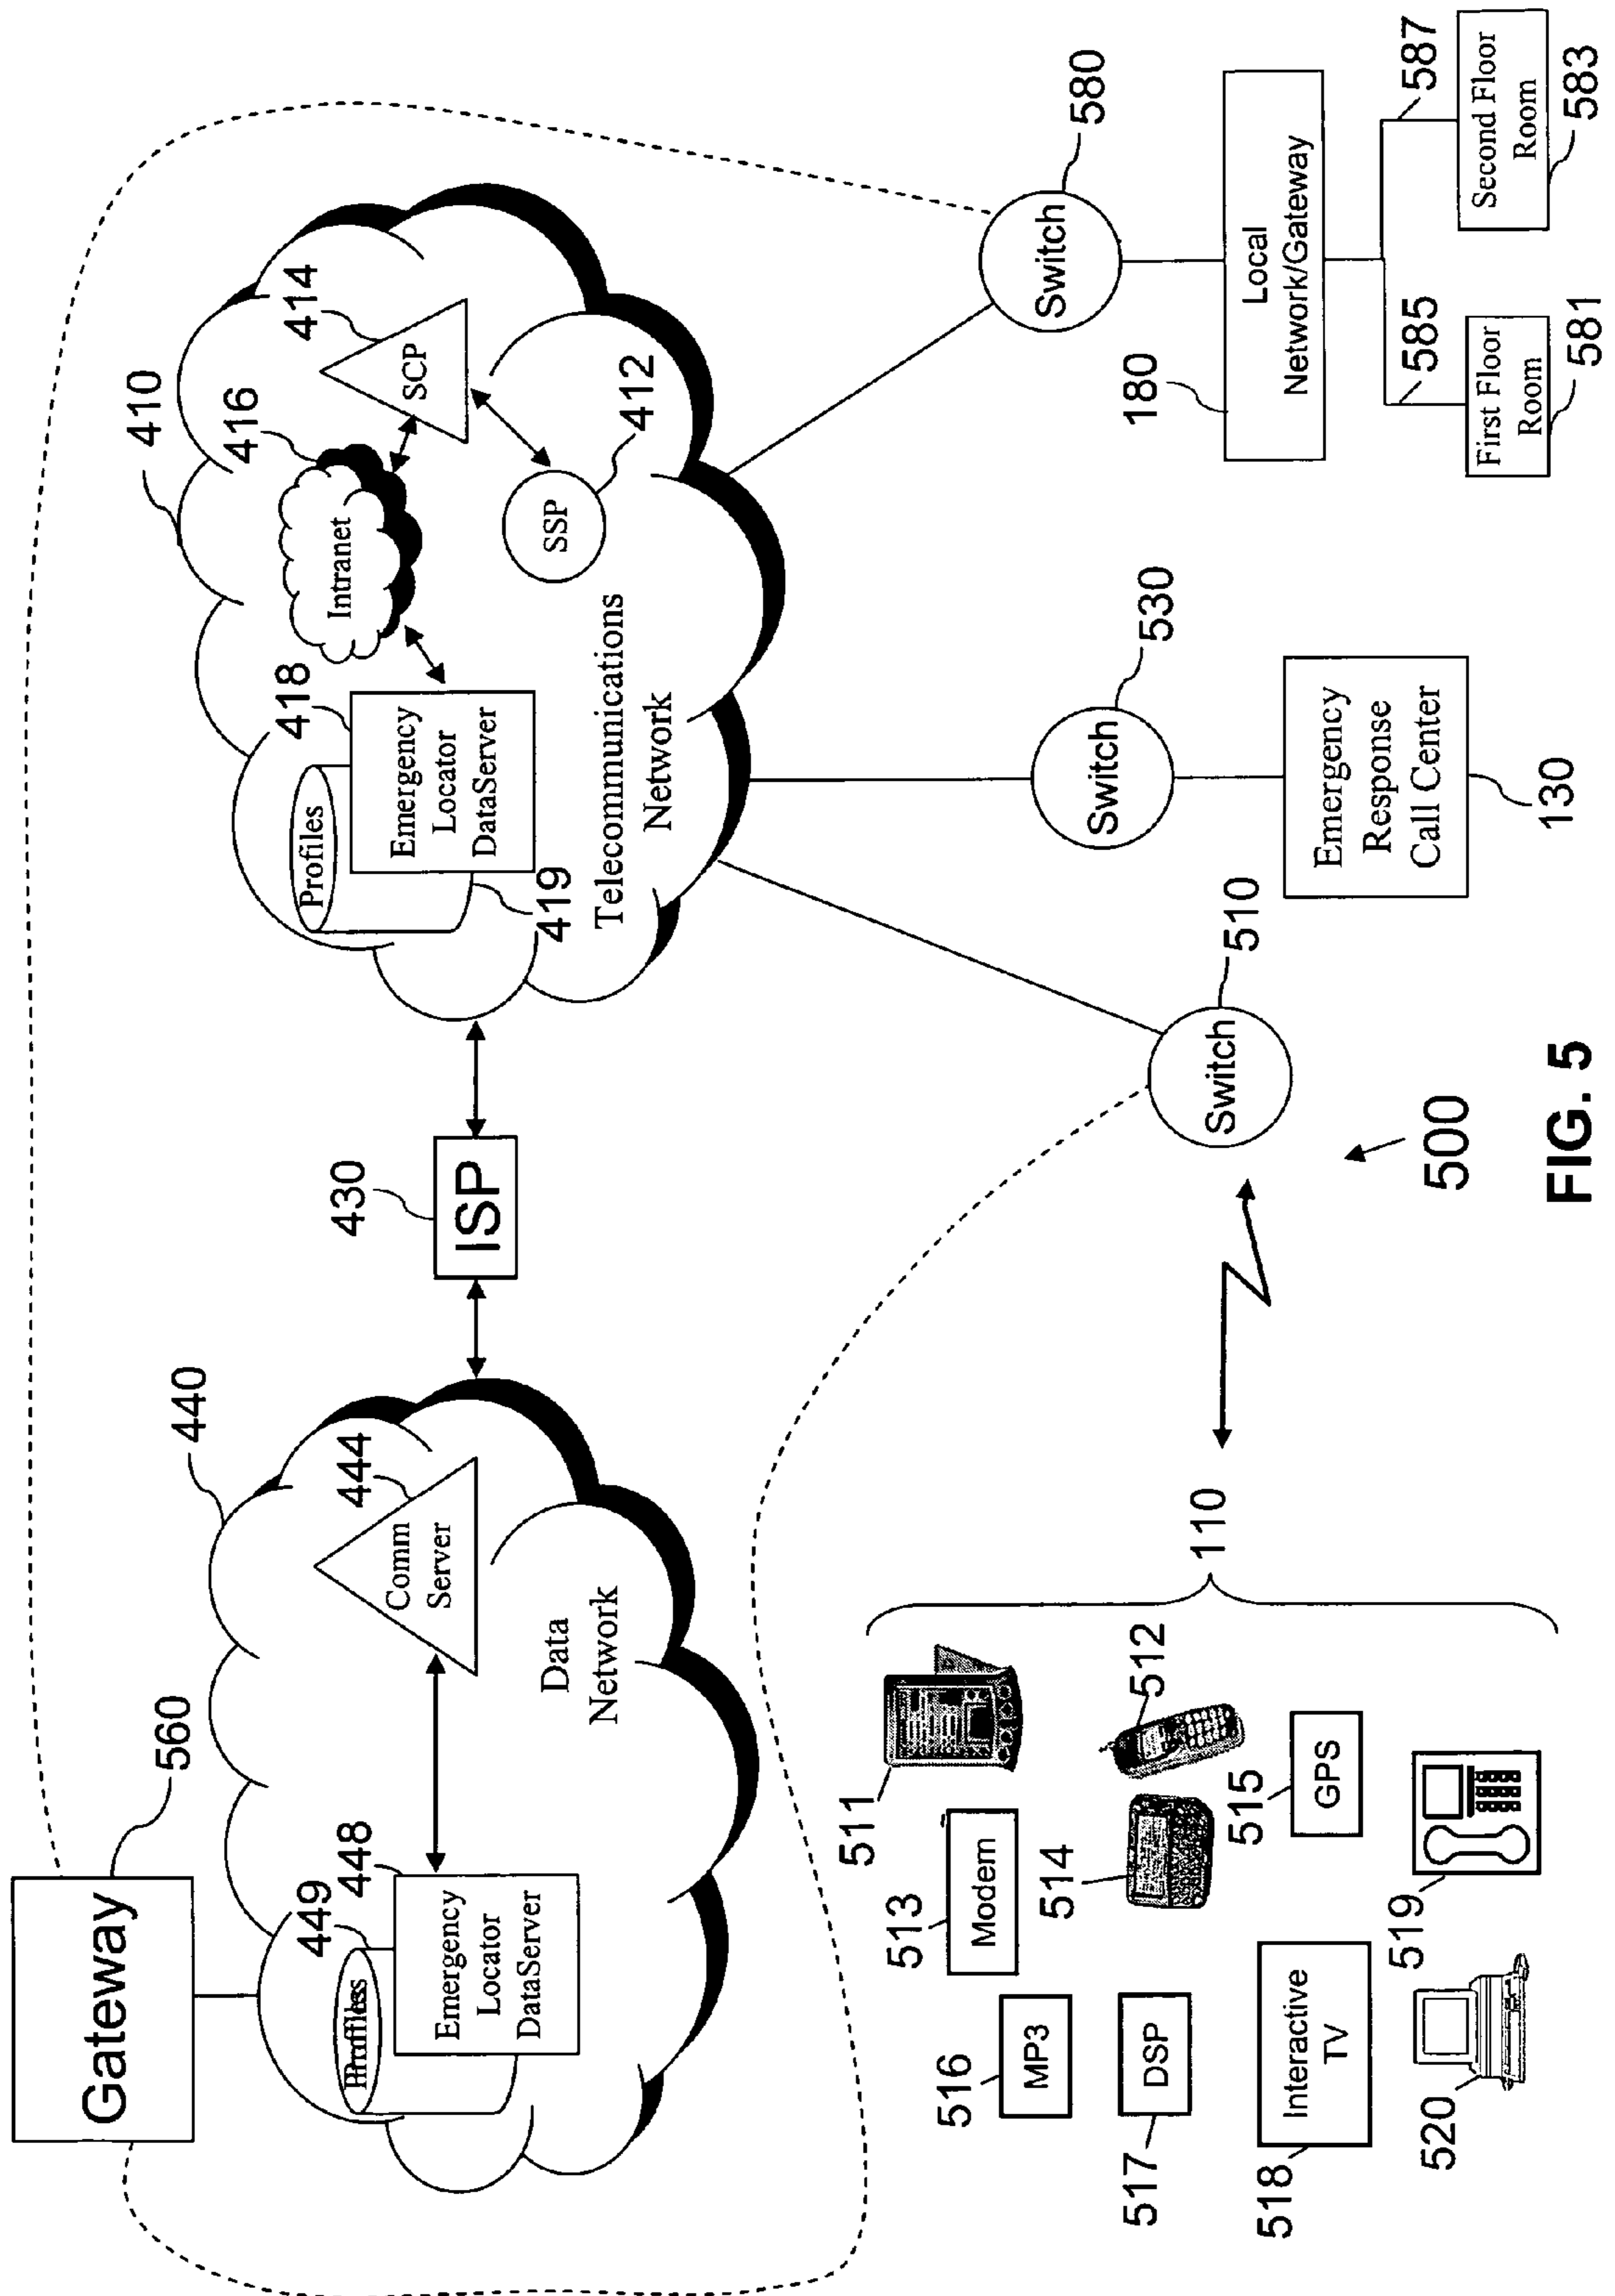 Gateway
560
440
449
448
Profiles
Emergency
Locator
DataServer
444
Comm
Server
Data
Network
430
ISP
410
416
414
SCP
Intranet
418
Profiles
Emergency
Locator
DataServer
419
SSP
412
Telecommunications
Network
Switch
580
Switch
530
Switch
510
180
Local
Network/Gateway
585
587
First Floor
Room
581
Second Floor
Room
583
Emergency
Response
Call Center
130
110
511
513
Modem
512
514
515
GPS
516
MP3
517
DSP
518
Interactive
TV
519
520
500
FIG. 5